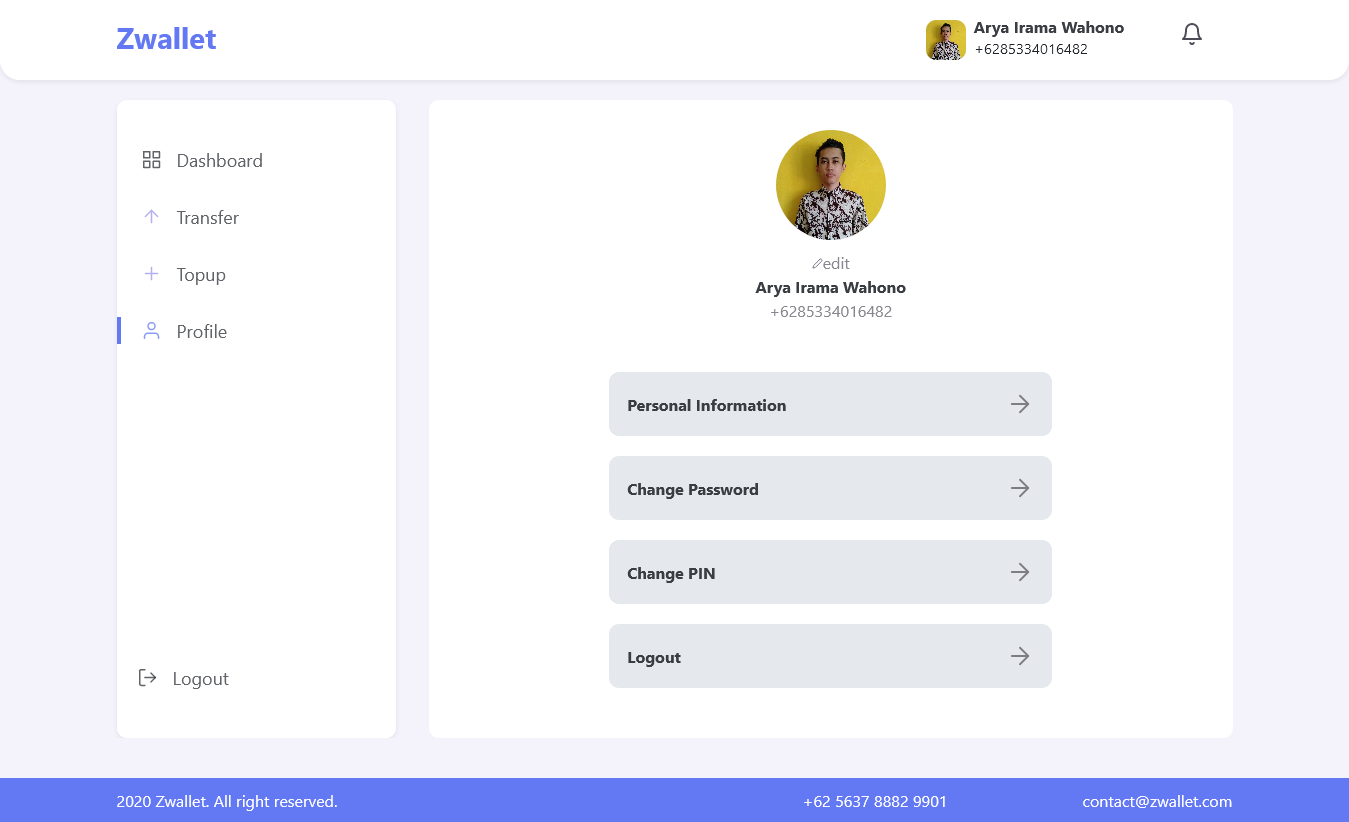 Zwallet
Arya Irama Wahono
+6285334016482
Dashboard
Transfer
Topup
Profile
Logout
edit
Arya Irama Wahono
+6285334016482
Personal Information
Change Password
Change PIN
Logout
2020 Zwallet. All right reserved.
+62 5637 8882 9901
contact@zwallet.com